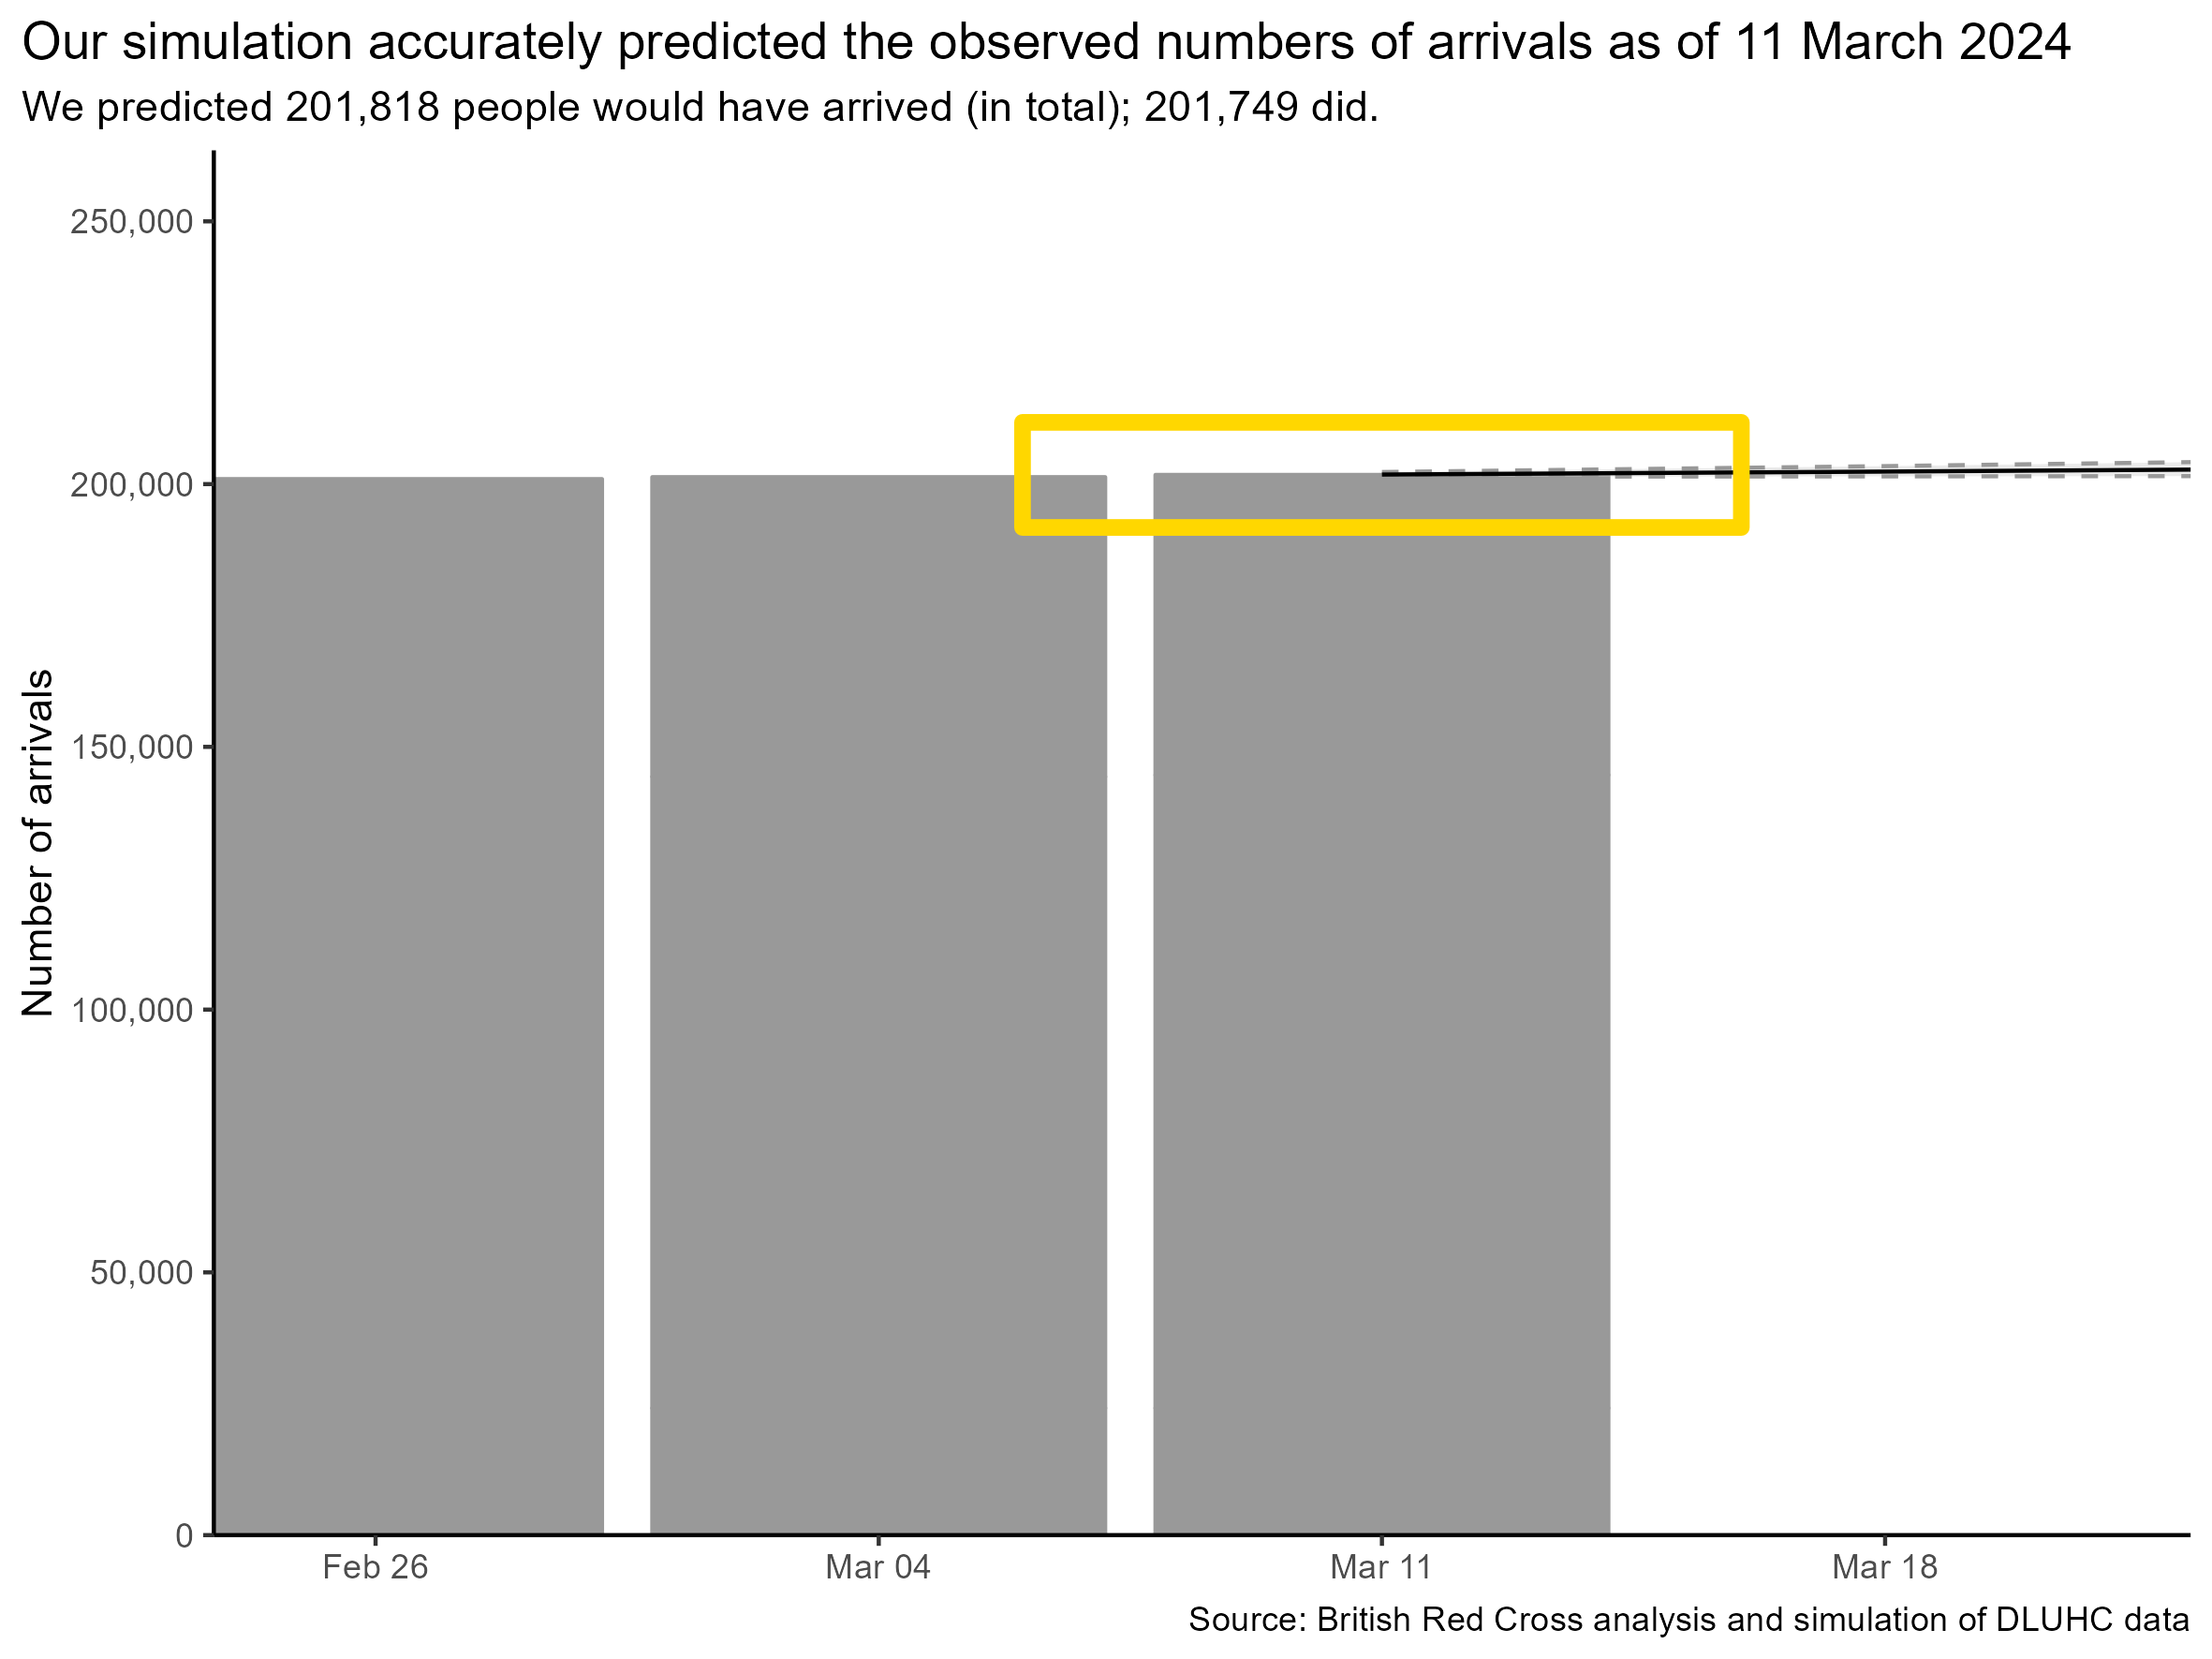 Our simulation accurately predicted the observed numbers of arrivals as of 11 March 2024
We predicted 201,818 people would have arrived (in total); 201,749 did.
250,000
200,000
150,000
100,000
50,000
0
Number of arrivals
Feb 26
Mar 04
Mar 11
Mar 18
Source: British Red Cross analysis and simulation of DLUHC data